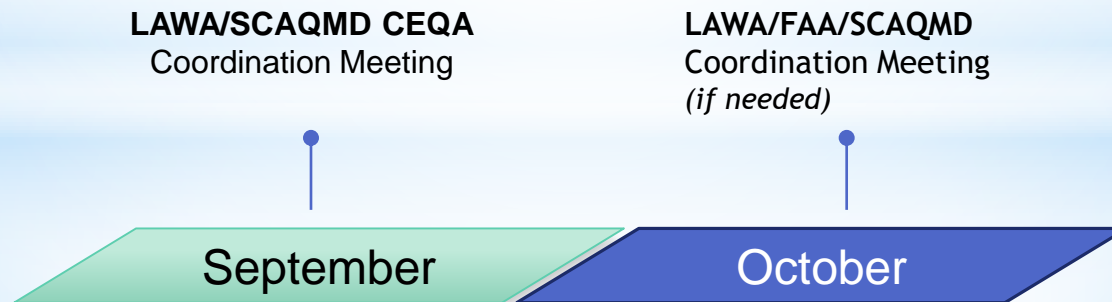 LAWA/SCAQMD CEQA
Coordination Meeting
LAWA/FAA/SCAQMD
Coordination Meeting
(if needed)
September
October